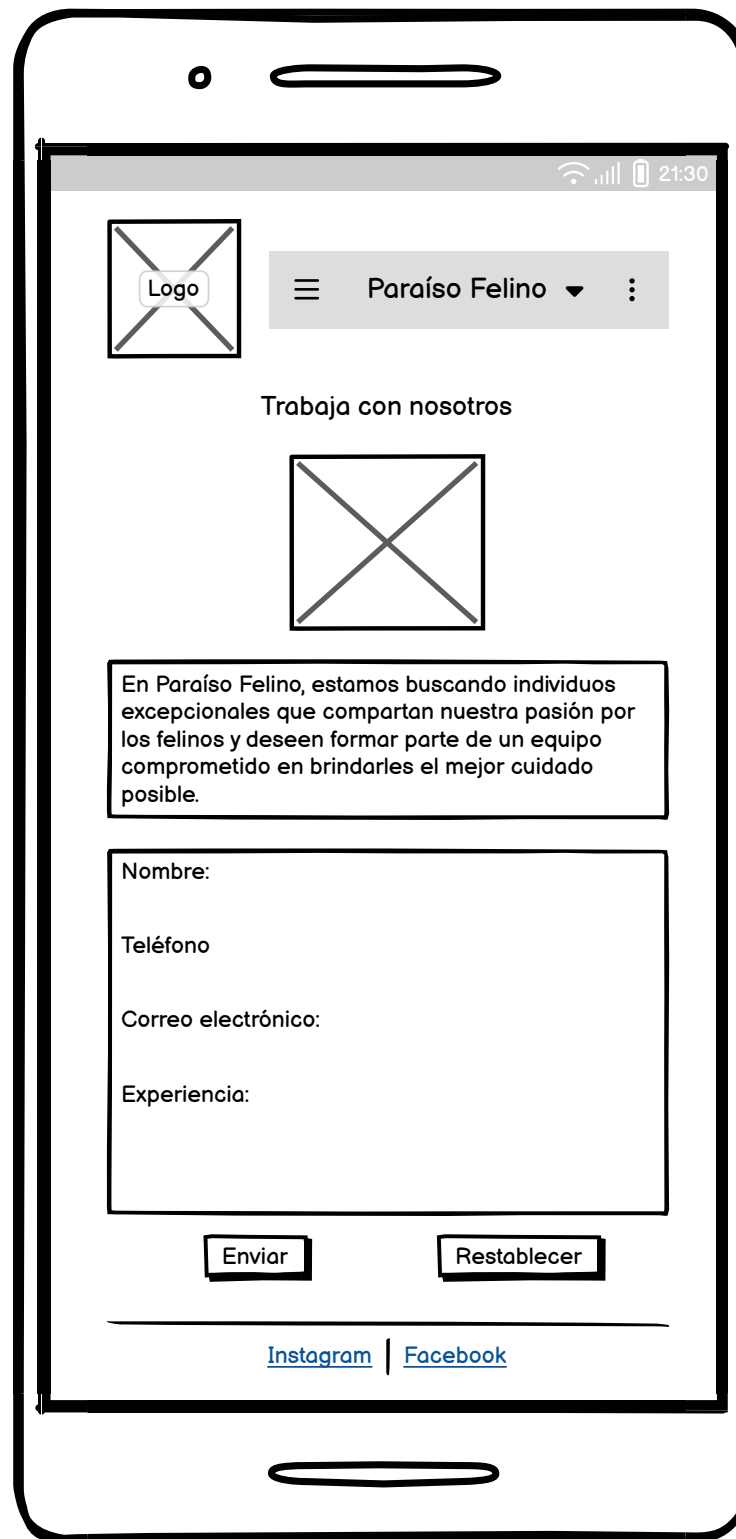 21:30
Logo
Paraíso Felino
Trabaja con nosotros
En Paraíso Felino, estamos buscando individuos
excepcionales que compartan nuestra pasión por
los felinos y deseen formar parte de un equipo
comprometido en brindarles el mejor cuidado
posible.
Nombre:
Teléfono
Correo electrónico:
Experiencia:
Enviar
Restablecer
Instagram
Facebook